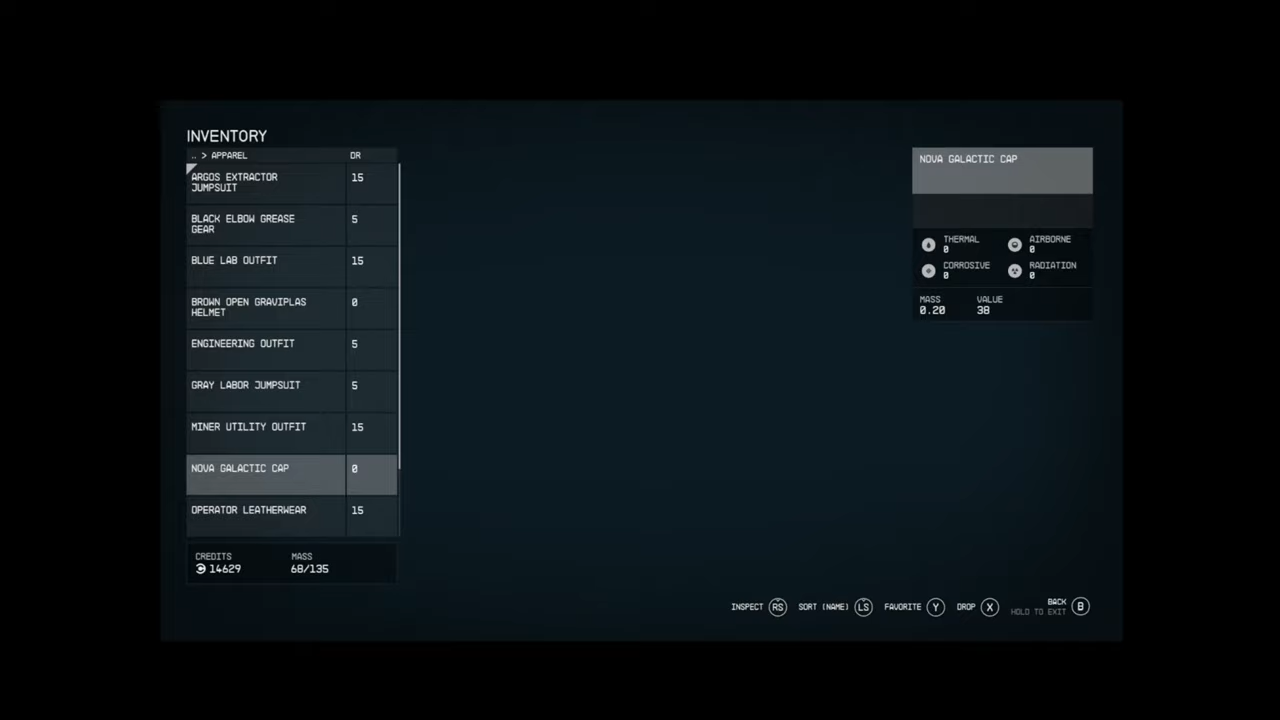 INVENTORY
.. > APPAREL DR
ARGOS EXTRACTOR 15
JUMPSUIT
BLACK ELBOW GREASE 5
GEAR
BLUE LAB OUTFIT 15
BROWN OPEN GRAVIPLAS 0
HELMET
ENGINEERING OUTFIT 5
GRAY LABOR JUMPSUIT 5
MINER UTILITY OUTFIT 15
NOVA GALACTIC CAP 0
OPERATOR LEATHERWEAR 15
CREDITS MASS
14629 68/135
NOVA GALACTIC CAP
THERMAL AIRBORNE
0 0
CORROSIVE RADIATION
0 0
MASS VALUE
0.20 38
INSPECT RS SORT (NAME) LS FAVORITE Y DROP X BACK B
HOLD TO EXIT